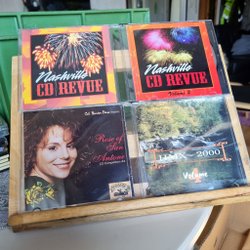 Nashville
CD REVUE
Nashville
CD REVUE
Volume 2
Rose of
San
Antone
2000
Volume